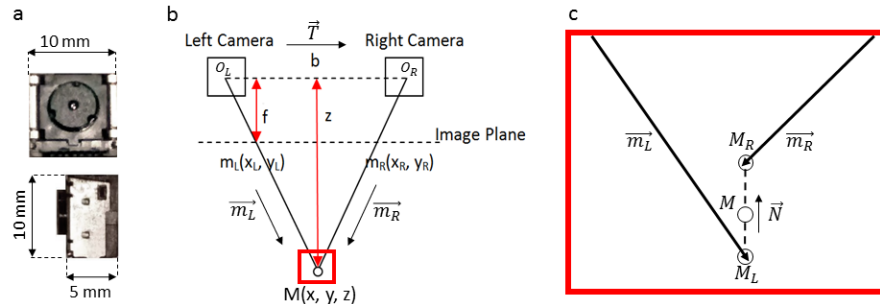 a
10 mm
10 mm
5 mm
b
Left Camera
T
Right Camera
b
O_L
O_R
f
z
Image Plane
m_L(x_L, y_L)
m_R(x_R, y_R)
m_L
m_R
M(x, y, z)
c
m_L
M_R
m_R
M
N
M_L